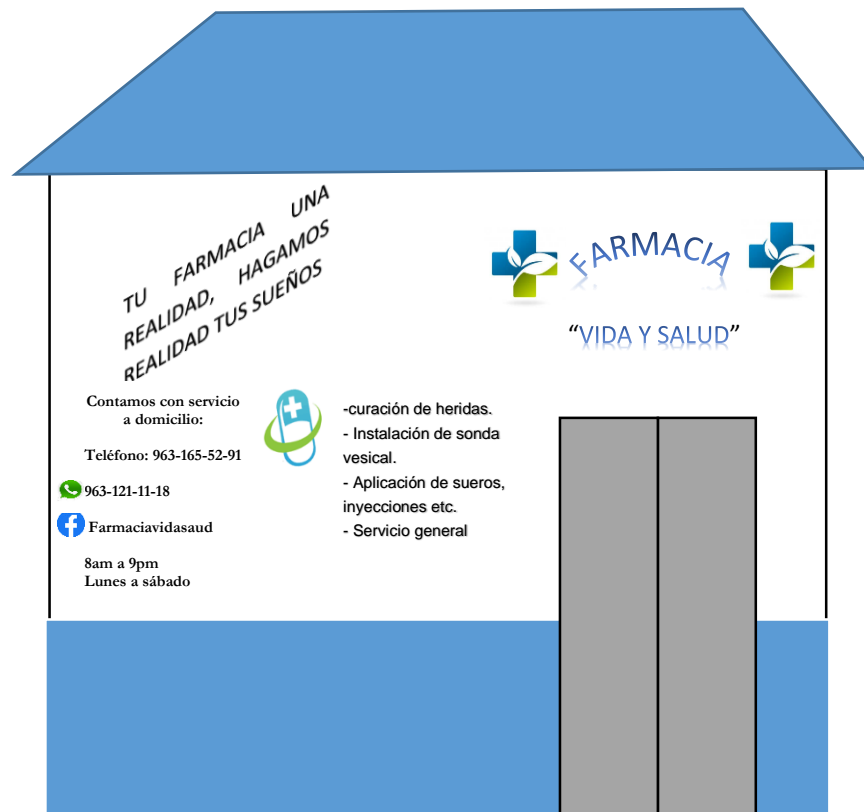 TU FARMACIA UNA
REALIDAD, HAGAMOS
REALIDAD TUS SUEÑOS
FARMACIA
“VIDA Y SALUD”
Contamos con servicio
a domicilio:
Teléfono: 963-165-52-91
963-121-11-18
Farmaciavidasaud
8am a 9pm
Lunes a sábado
-curación de heridas.
- Instalación de sonda
vesical.
- Aplicación de sueros,
inyecciones etc.
- Servicio general